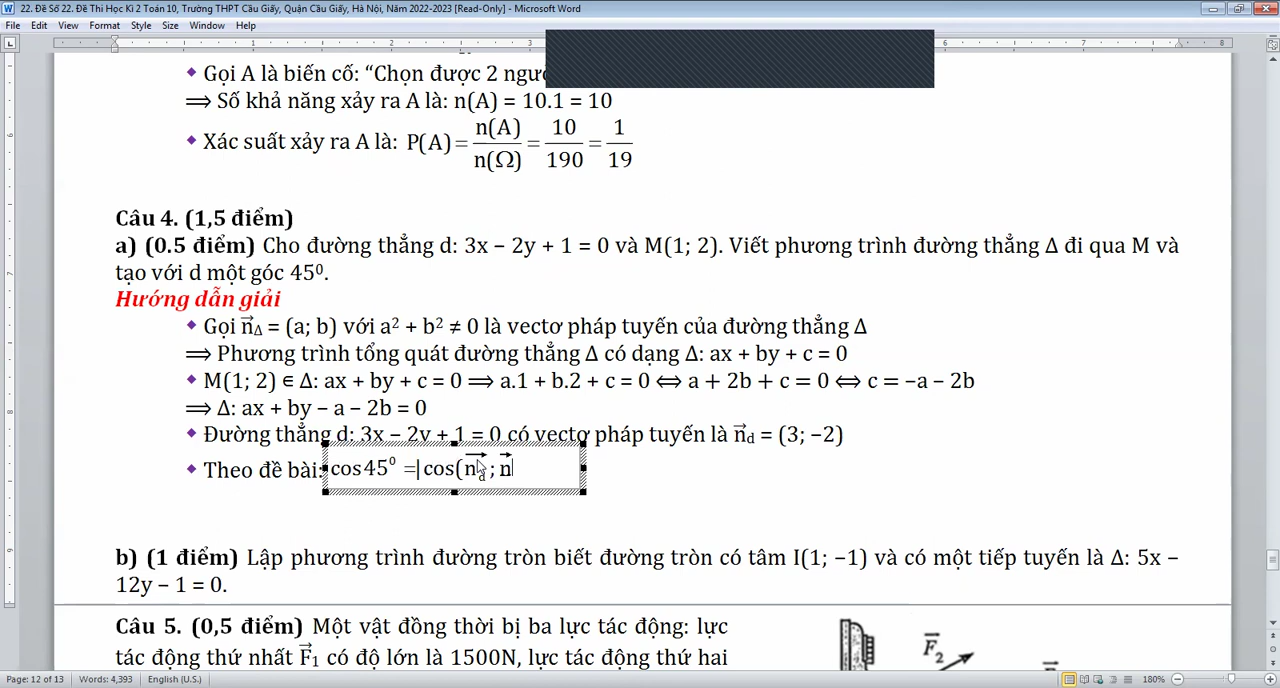 22. Đề Số 22. Đề Thi Học Kì 2 Toán 10, Trường THPT Cầu Giấy, Quận Cầu Giấy, Hà Nội, Năm 2022-2023 [Read-Only] - Microsoft Word
File Edit View Format Style Size Window Help
1 2 3 6 7 8
◆ Gọi A là biến cố: “Chọn được 2 ngườ
⟹ Số khả năng xảy ra A là: n(A) = 10.1 = 10
◆ Xác suất xảy ra A là: P(A) = n(A)/n(Ω) = 10/190 = 1/19
Câu 4. (1,5 điểm)
a) (0.5 điểm) Cho đường thẳng d: 3x − 2y + 1 = 0 và M(1; 2). Viết phương trình đường thẳng Δ đi qua M và
tạo với d một góc 45⁰.
Hướng dẫn giải
◆ Gọi n⃗Δ = (a; b) với a² + b² ≠ 0 là vectơ pháp tuyến của đường thẳng Δ
⟹ Phương trình tổng quát đường thẳng Δ có dạng Δ: ax + by + c = 0
◆ M(1; 2) ∈ Δ: ax + by + c = 0 ⟹ a.1 + b.2 + c = 0 ⟺ a + 2b + c = 0 ⟺ c = −a − 2b
⟹ Δ: ax + by − a − 2b = 0
◆ Đường thẳng d: 3x − 2y + 1 = 0 có vectơ pháp tuyến là n⃗d = (3; −2)
◆ Theo đề bài: cos45⁰ =| cos(n⃗d ; n⃗
b) (1 điểm) Lập phương trình đường tròn biết đường tròn có tâm I(1; −1) và có một tiếp tuyến là Δ: 5x −
12y − 1 = 0.
Câu 5. (0,5 điểm) Một vật đồng thời bị ba lực tác động: lực
tác động thứ nhất F⃗₁ có độ lớn là 1500N, lực tác động thứ hai
F⃗₂
Page: 12 of 13 Words: 4,393 English (U.S.) 180%